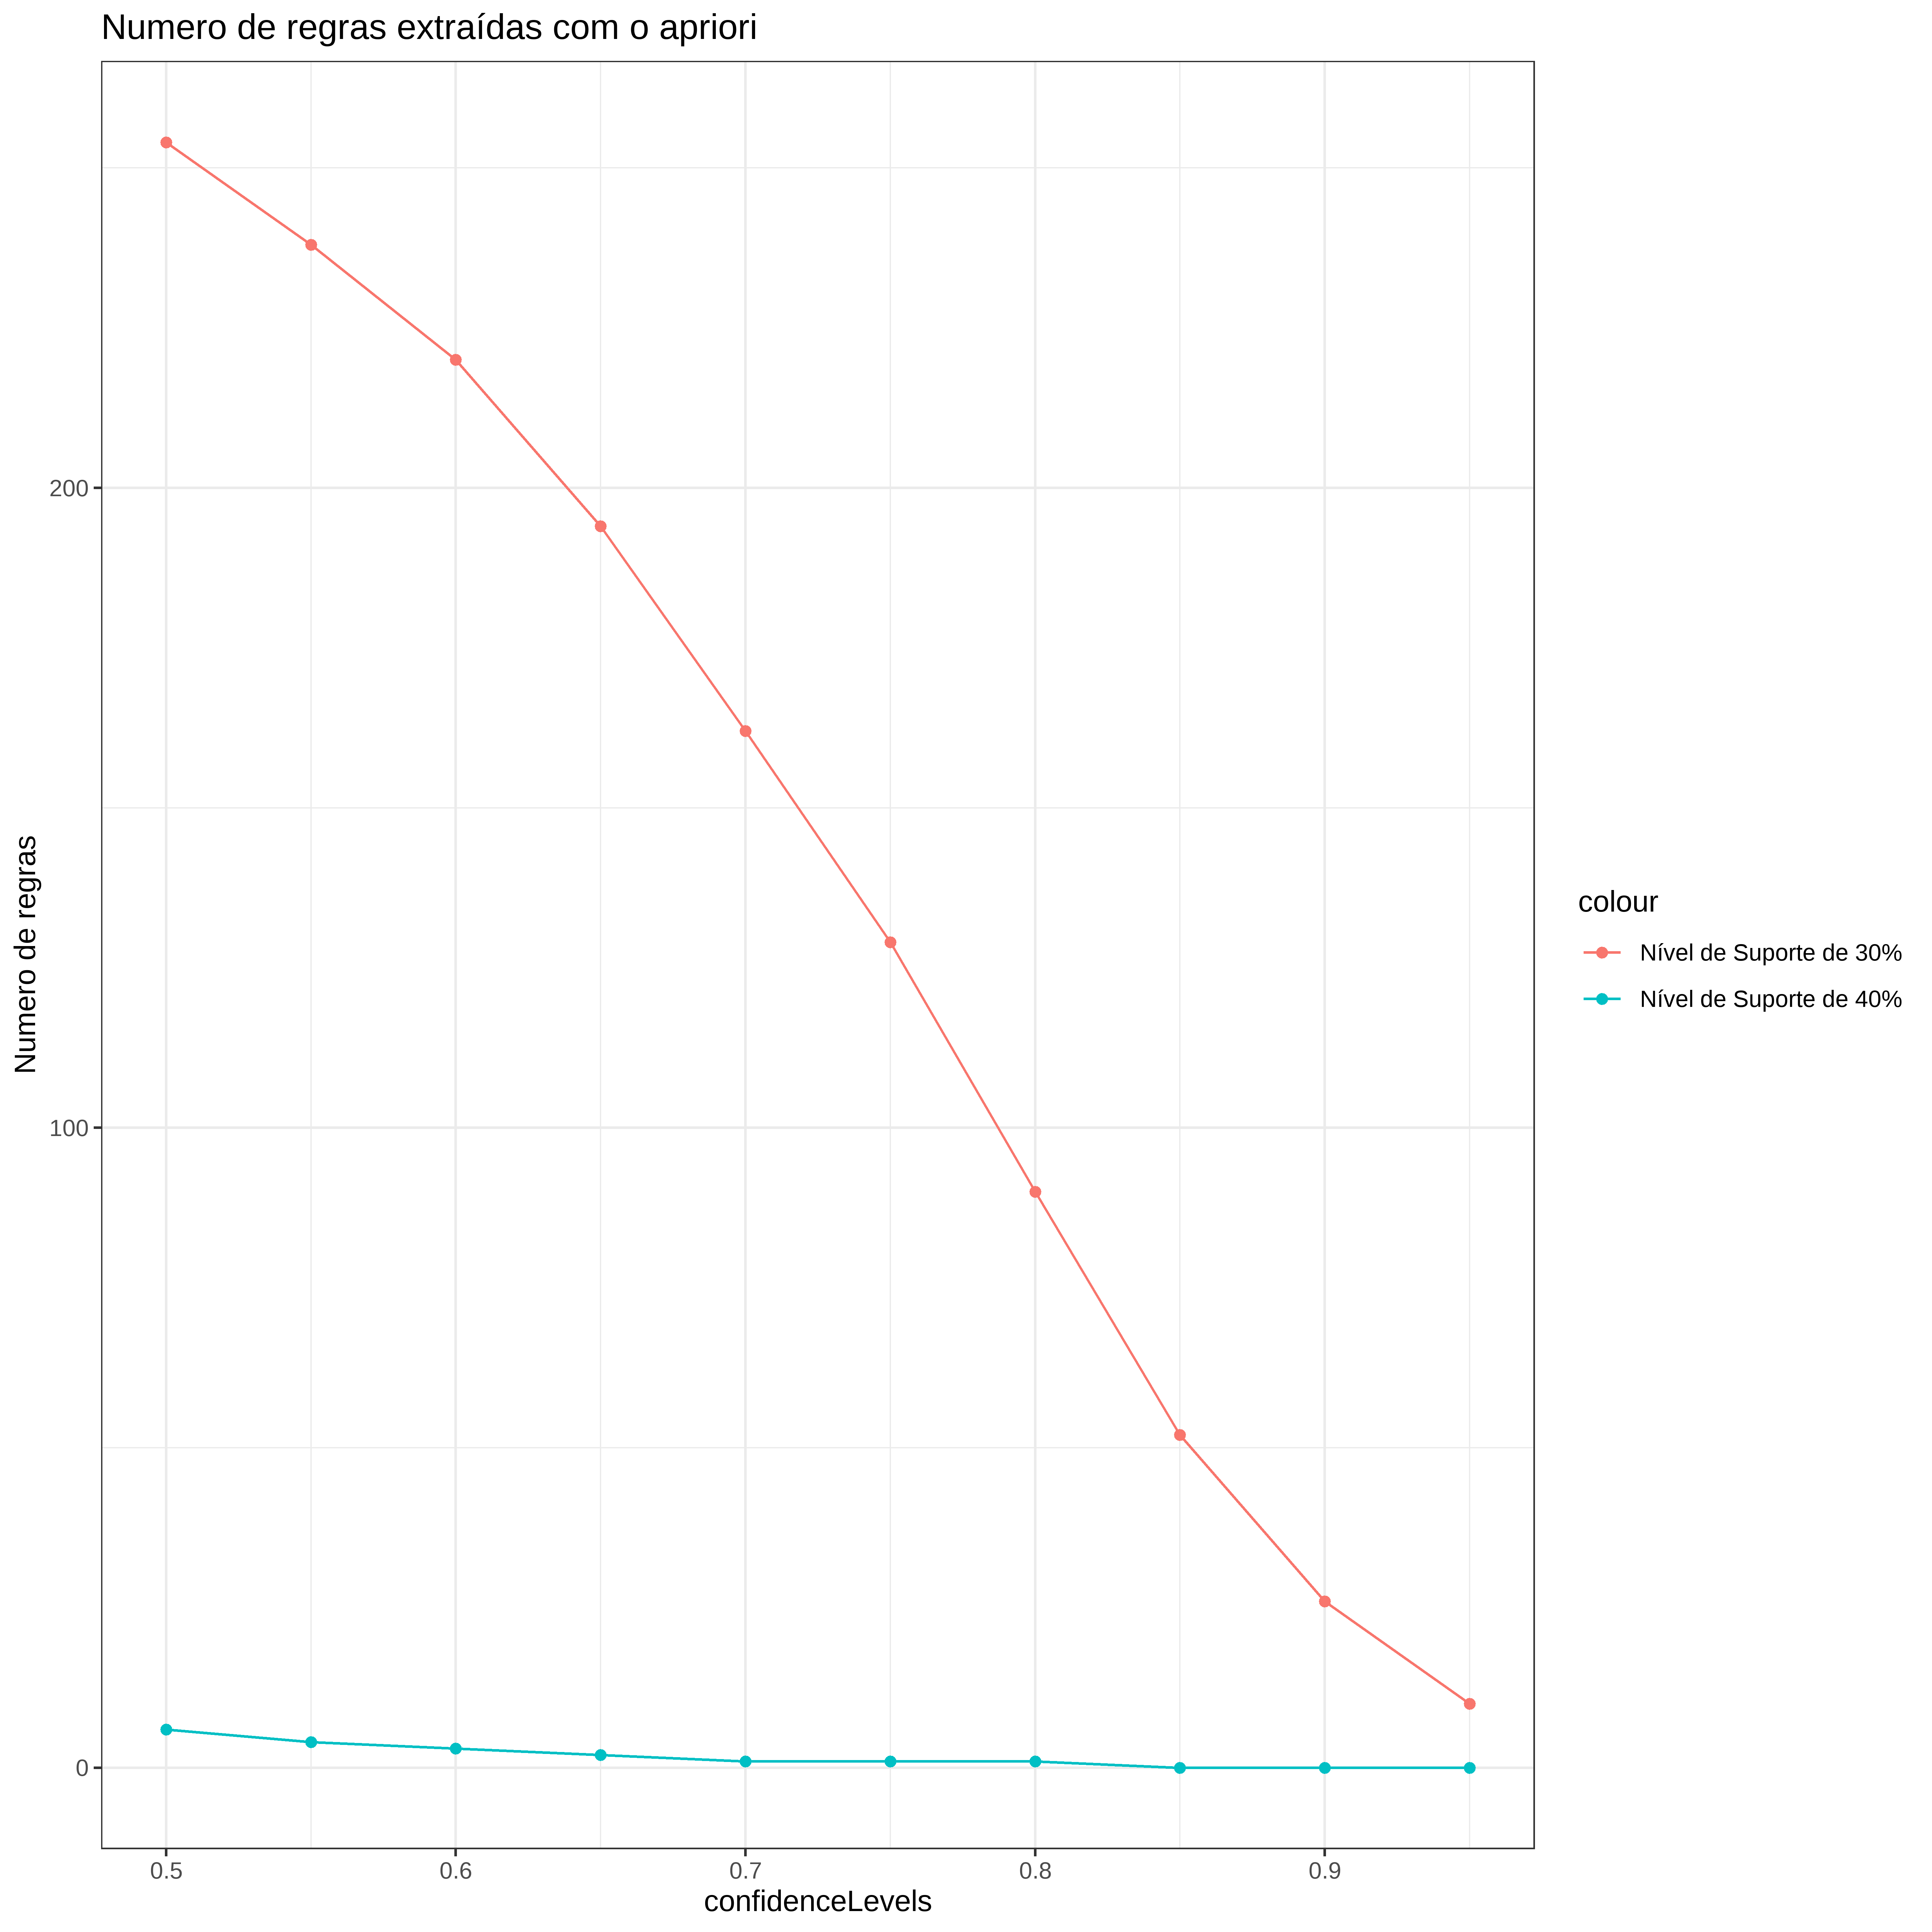 Numero de regras extraídas com o apriori
Numero de regras
200
100
0
0.5
0.6
0.7
0.8
0.9
confidenceLevels
colour
Nível de Suporte de 30%
Nível de Suporte de 40%